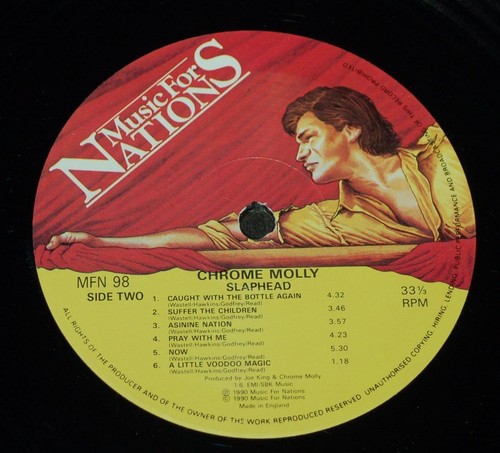 Music For
NATIONS
MFN 98
SIDE TWO
CHROME MOLLY
SLAPHEAD
33⅓
RPM
1. CAUGHT WITH THE BOTTLE AGAIN 4.32
(Wastell/Hawkins/Godfrey/Read)
2. SUFFER THE CHILDREN 3.46
(Wastell/Hawkins/Godfrey/Read)
3. ASININE NATION 3.57
(Wastell/Hawkins/Godfrey/Read)
4. PRAY WITH ME 4.23
(Wastell/Hawkins/Godfrey/Read)
5. NOW 5.30
(Wastell/Hawkins/Godfrey/Read)
6. A LITTLE VOODOO MAGIC 1.18
(Wastell/Hawkins/Godfrey/Read)
Produced by Joe King & Chrome Molly
1-6. EMI/SBK Music
℗ 1990 Music For Nations
© 1990 Music For Nations
Made in England
ALL RIGHTS OF THE PRODUCER AND OF THE OWNER OF THE WORK REPRODUCED RESERVED. UNAUTHORISED COPYING, HIRING, LENDING, PUBLIC PERFORMANCE AND BROADCASTING OF THIS RECORD PROHIBITED